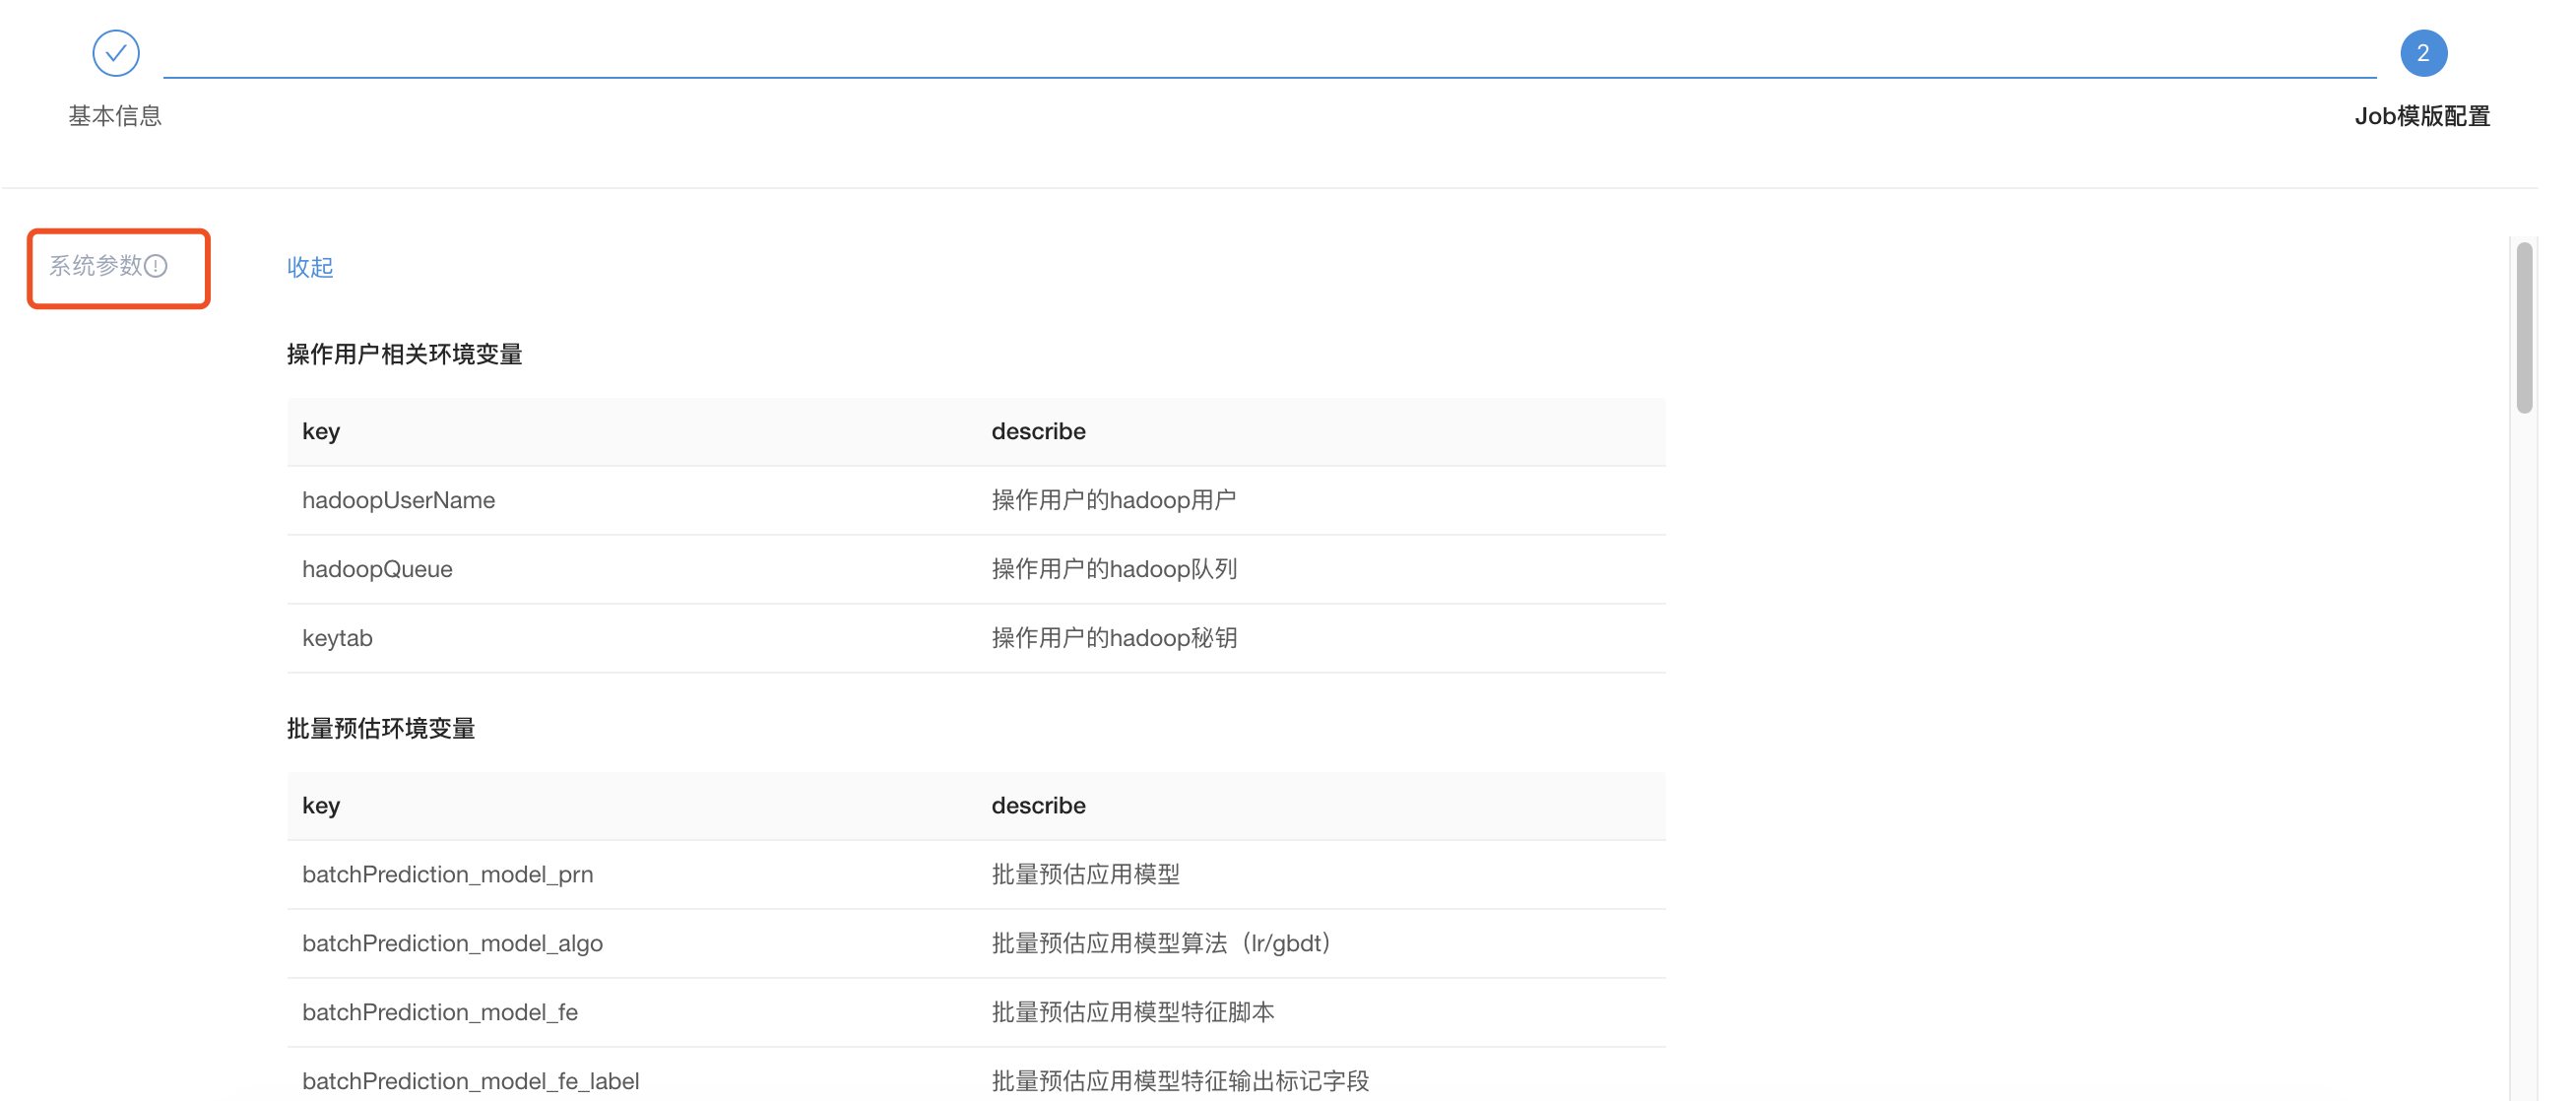 2
基本信息
Job模版配置
系统参数
收起
操作用户相关环境变量
key describe
hadoopUserName 操作用户的hadoop用户
hadoopQueue 操作用户的hadoop队列
keytab 操作用户的hadoop秘钥
批量预估环境变量
key describe
batchPrediction_model_prn 批量预估应用模型
batchPrediction_model_algo 批量预估应用模型算法（lr/gbdt）
batchPrediction_model_fe 批量预估应用模型特征脚本
batchPrediction_model_fe_label 批量预估应用模型特征输出标记字段